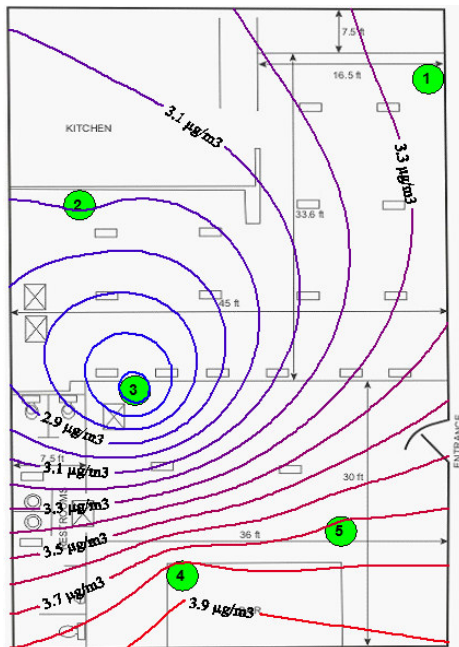 7.5 ft
1
16.5 ft
3.1 µg/m3
KITCHEN
3.3 µg/m3
2
33.6 ft
45 ft
3
2.9 µg/m3
ENTRANCE
3.1 µg/m3
7.5 ft
30 ft
3.3 µg/m3
5
3.5 µg/m3
36 ft
4
3.7 µg/m3
3.9 µg/m3